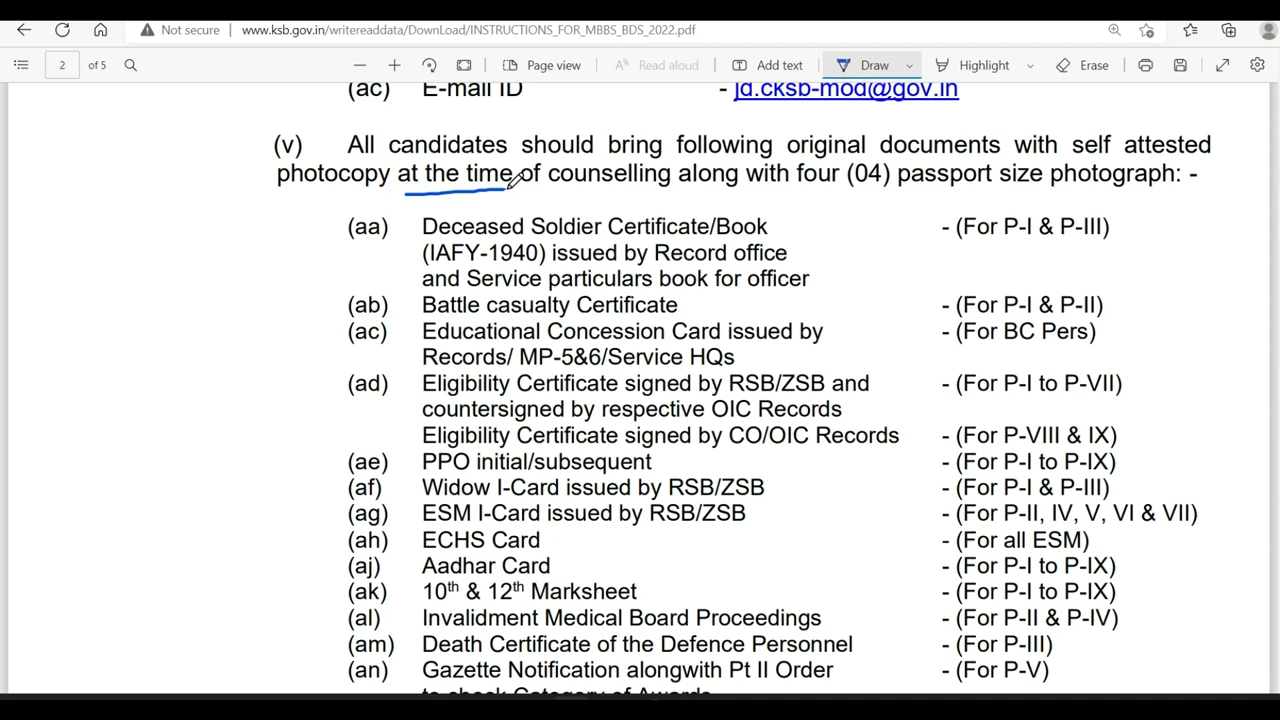 Not secure www.ksb.gov.in/writereaddata/DownLoad/INSTRUCTIONS_FOR_MBBS_BDS_2022.pdf
2 of 5 Page view Read aloud Add text Draw Highlight Erase
(ac) E-mail ID - jd.cksb-mod@gov.in
(v) All candidates should bring following original documents with self attested
photocopy at the time of counselling along with four (04) passport size photograph: -
(aa) Deceased Soldier Certificate/Book - (For P-I & P-III)
(IAFY-1940) issued by Record office
and Service particulars book for officer
(ab) Battle casualty Certificate - (For P-I & P-II)
(ac) Educational Concession Card issued by - (For BC Pers)
Records/ MP-5&6/Service HQs
(ad) Eligibility Certificate signed by RSB/ZSB and - (For P-I to P-VII)
countersigned by respective OIC Records
Eligibility Certificate signed by CO/OIC Records - (For P-VIII & IX)
(ae) PPO initial/subsequent - (For P-I to P-IX)
(af) Widow I-Card issued by RSB/ZSB - (For P-I & P-III)
(ag) ESM I-Card issued by RSB/ZSB - (For P-II, IV, V, VI & VII)
(ah) ECHS Card - (For all ESM)
(aj) Aadhar Card - (For P-I to P-IX)
(ak) 10th & 12th Marksheet - (For P-I to P-IX)
(al) Invalidment Medical Board Proceedings - (For P-II & P-IV)
(am) Death Certificate of the Defence Personnel - (For P-III)
(an) Gazette Notification alongwith Pt II Order - (For P-V)
to check Category of Awards